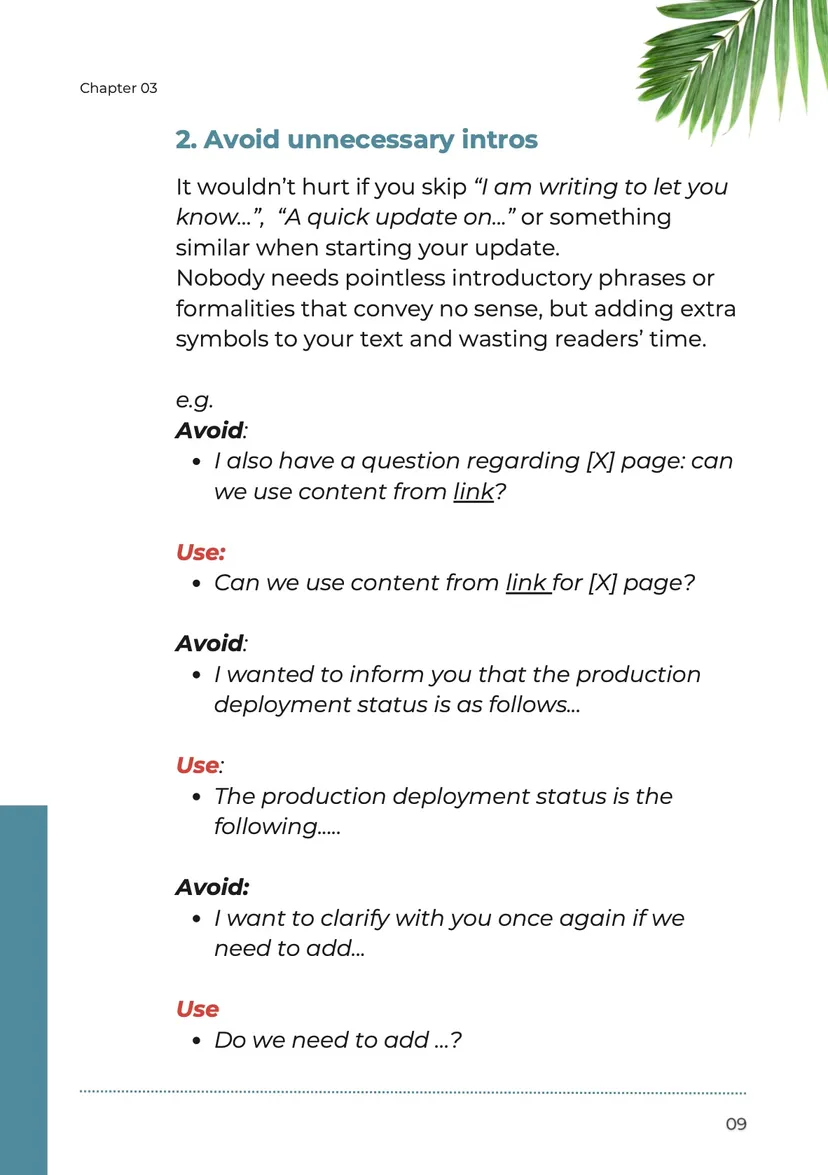 Chapter 03
2. Avoid unnecessary intros
It wouldn’t hurt if you skip “I am writing to let you
know...”,  “A quick update on...” or something
similar when starting your update.
Nobody needs pointless introductory phrases or
formalities that convey no sense, but adding extra
symbols to your text and wasting readers’ time.
e.g.
Avoid:
• I also have a question regarding [X] page: can
we use content from link?
Use:
• Can we use content from link for [X] page?
Avoid:
• I wanted to inform you that the production
deployment status is as follows...
Use:
• The production deployment status is the
following.....
Avoid:
• I want to clarify with you once again if we
need to add...
Use
• Do we need to add ...?
09